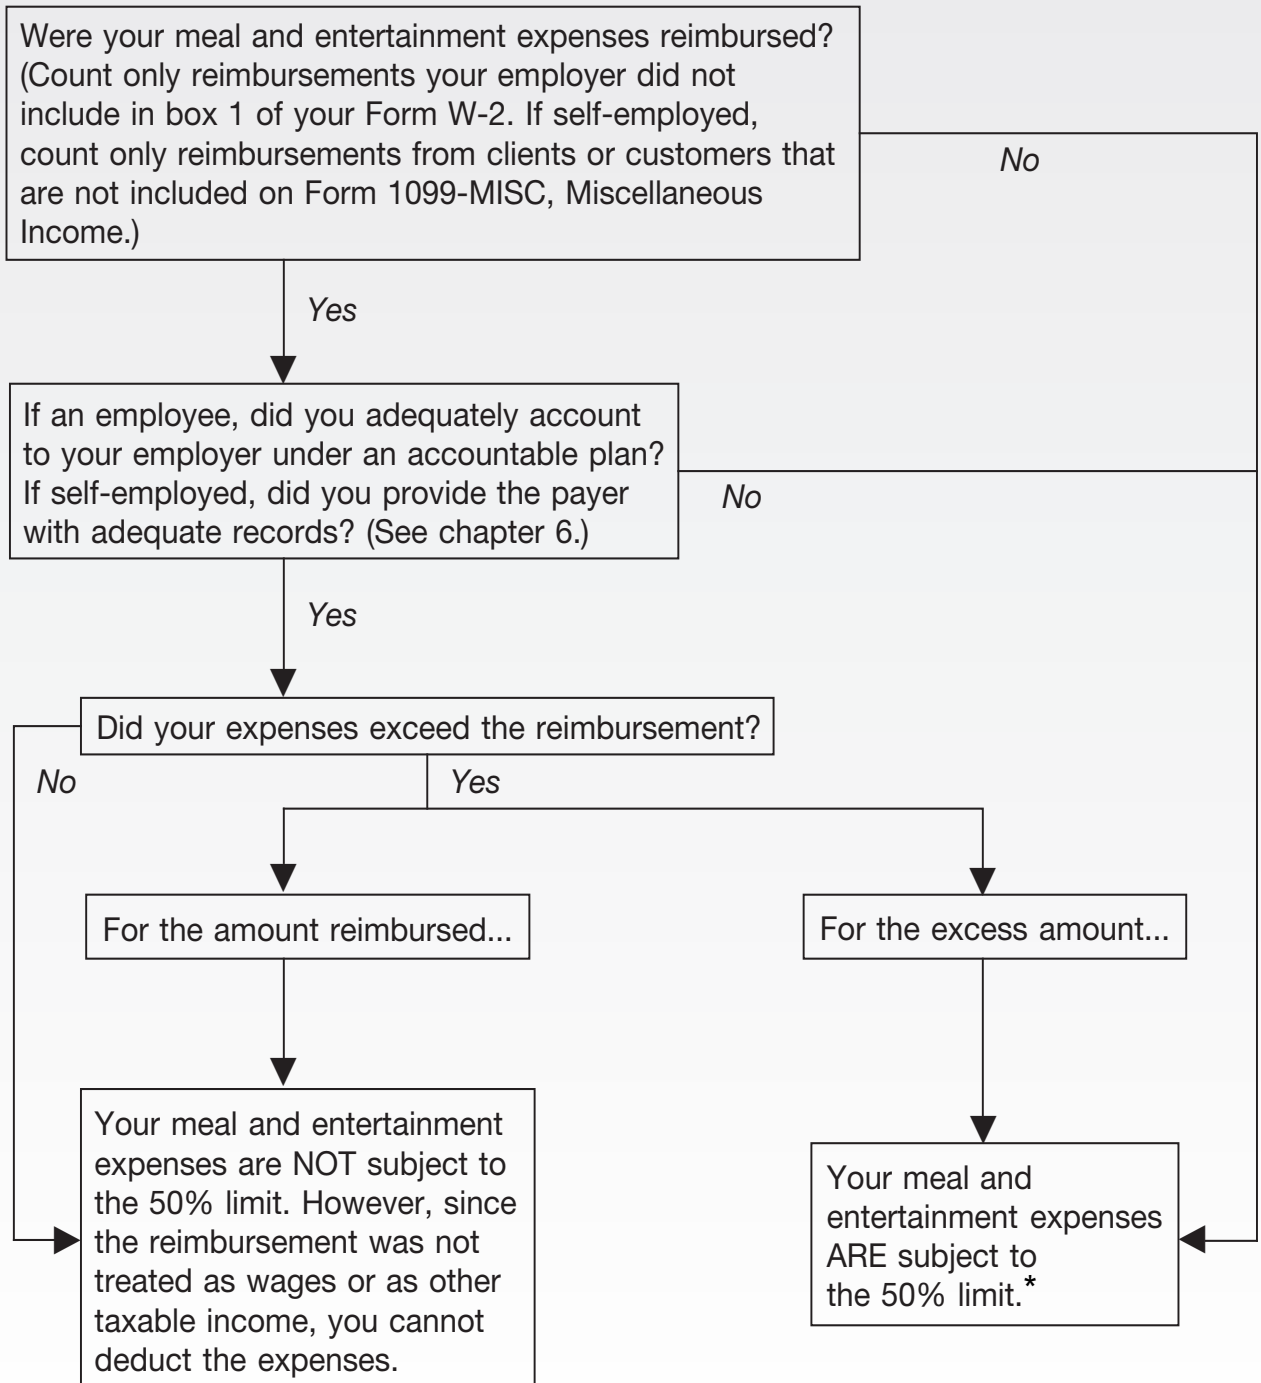 Were your meal and entertainment expenses reimbursed?
(Count only reimbursements your employer did not
include in box 1 of your Form W-2. If self-employed,
count only reimbursements from clients or customers that
are not included on Form 1099-MISC, Miscellaneous
Income.)
No
Yes
If an employee, did you adequately account
to your employer under an accountable plan?
If self-employed, did you provide the payer
with adequate records? (See chapter 6.)
No
Yes
Did your expenses exceed the reimbursement?
No
Yes
For the amount reimbursed...
For the excess amount...
Your meal and entertainment
expenses are NOT subject to
the 50% limit. However, since
the reimbursement was not
treated as wages or as other
taxable income, you cannot
deduct the expenses.
Your meal and
entertainment expenses
ARE subject to
the 50% limit.*